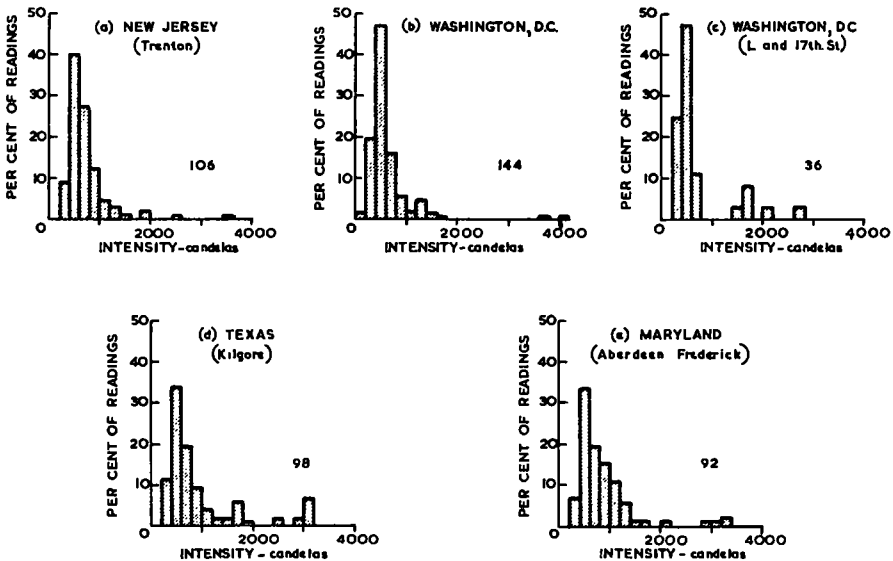 (a) NEW JERSEY
(Trenton)
PER CENT OF READINGS
50
40
30
20
10
106
0 2000 4000
INTENSITY-candelas
(b) WASHINGTON, D.C.
PER CENT OF READINGS
50
40
30
20
10
144
0 2000 4000
INTENSITY-candelas
(c) WASHINGTON, DC
(L and 17th. St.)
PER CENT OF READINGS
50
40
30
20
10
36
0 2000 4000
INTENSITY-candelas
(d) TEXAS
(Kilgore)
PER CENT OF READINGS
50
40
30
20
10
98
0 2000 4000
INTENSITY - candelas
(e) MARYLAND
(Aberdeen Frederick)
PER CENT OF READINGS
50
40
30
20
10
92
0 2000 4000
INTENSITY - candelas